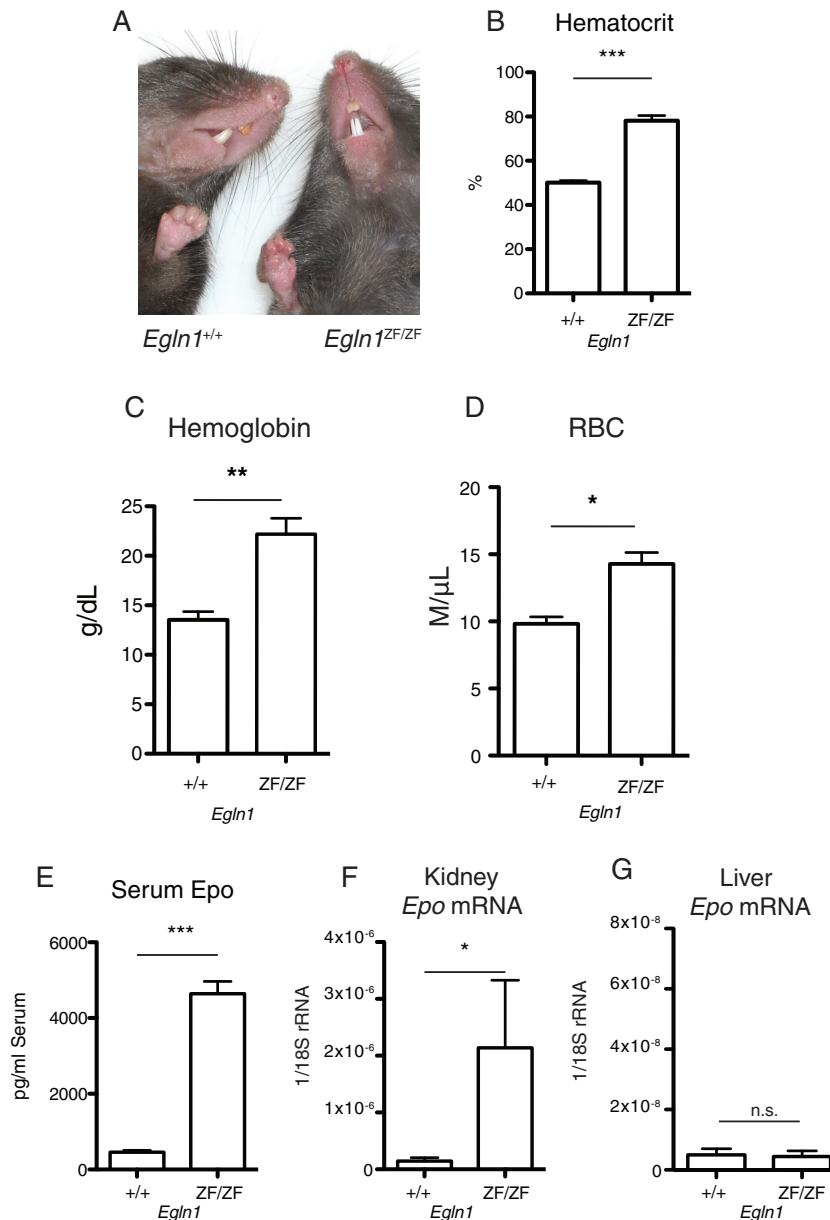 A
Egln1+/+
Egln1ZF/ZF
B
Hematocrit
***
100
80
60
40
20
0
%
+/+
ZF/ZF
Egln1
C
Hemoglobin
**
25
20
15
10
5
0
g/dL
+/+
ZF/ZF
Egln1
D
RBC
*
20
15
10
5
0
M/µL
+/+
ZF/ZF
Egln1
E
Serum Epo
***
6000
4000
2000
0
pg/ml Serum
+/+
ZF/ZF
Egln1
F
Kidney
Epo mRNA
*
4x10-6
3x10-6
2x10-6
1x10-6
0
1/18S rRNA
+/+
ZF/ZF
Egln1
G
Liver
Epo mRNA
8x10-8
6x10-8
4x10-8
2x10-8
0
1/18S rRNA
n.s.
+/+
ZF/ZF
Egln1